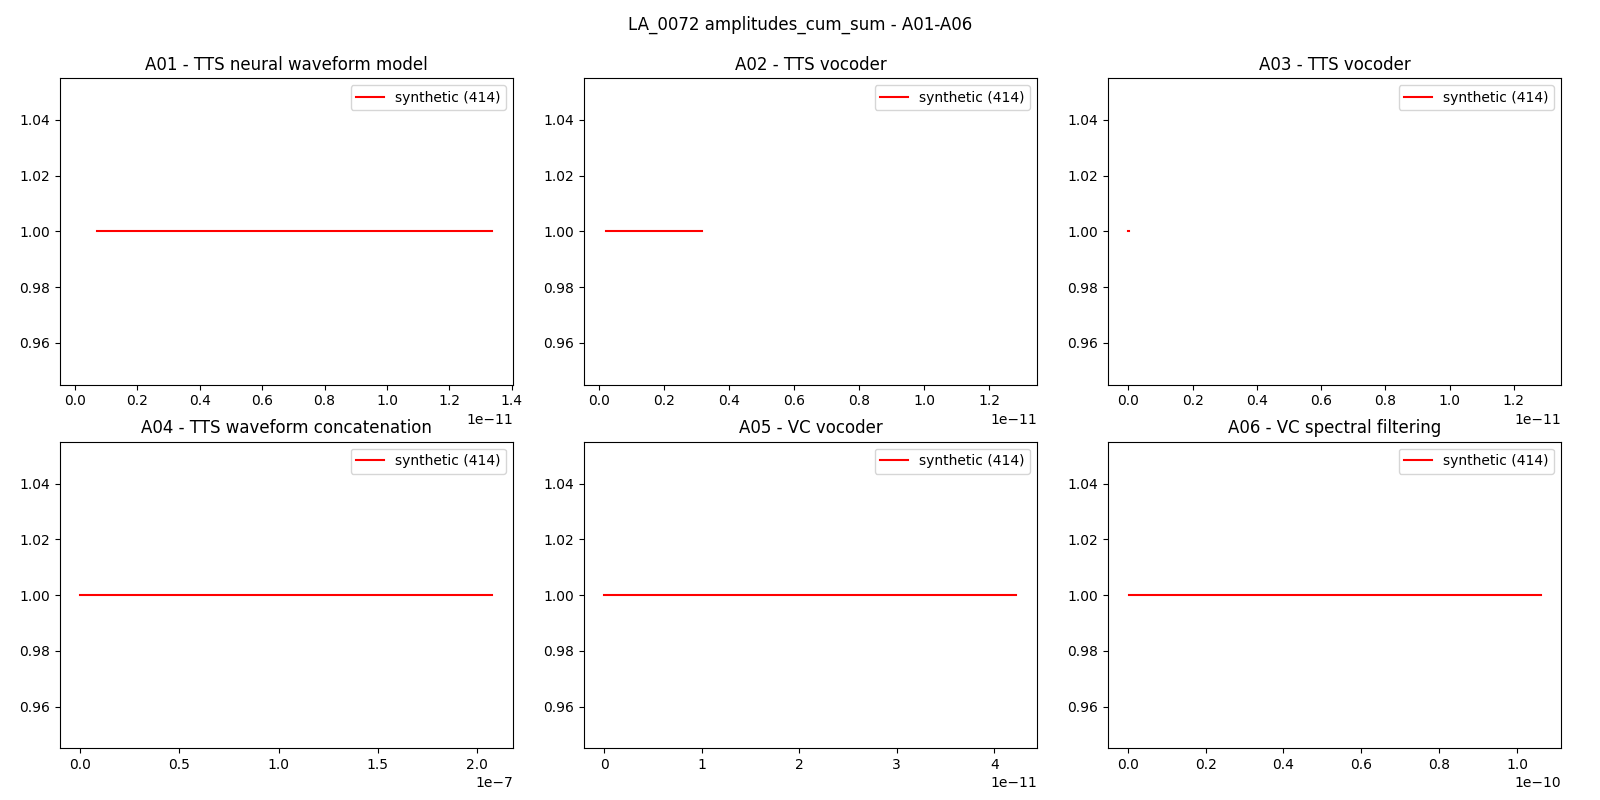 LA_0072 amplitudes_cum_sum - A01-A06
A01 - TTS neural waveform model
synthetic (414)
1.04
1.02
1.00
0.98
0.96
0.0 0.2 0.4 0.6 0.8 1.0 1.2 1.4
1e−11
A02 - TTS vocoder
synthetic (414)
1.04
1.02
1.00
0.98
0.96
0.0 0.2 0.4 0.6 0.8 1.0 1.2
1e−11
A03 - TTS vocoder
synthetic (414)
1.04
1.02
1.00
0.98
0.96
0.0 0.2 0.4 0.6 0.8 1.0 1.2
1e−11
A04 - TTS waveform concatenation
synthetic (414)
1.04
1.02
1.00
0.98
0.96
0.0 0.5 1.0 1.5 2.0
1e−7
A05 - VC vocoder
synthetic (414)
1.04
1.02
1.00
0.98
0.96
0 1 2 3 4
1e−11
A06 - VC spectral filtering
synthetic (414)
1.04
1.02
1.00
0.98
0.96
0.0 0.2 0.4 0.6 0.8 1.0
1e−10